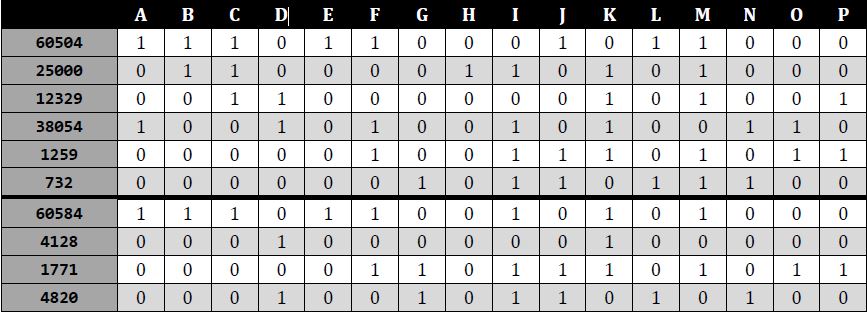 A B C D E F G H I J K L M N O P
60504 1 1 1 0 1 1 0 0 0 1 0 1 1 0 0 0
25000 0 1 1 0 0 0 0 1 1 0 1 0 1 0 0 0
12329 0 0 1 1 0 0 0 0 0 0 1 0 1 0 0 1
38054 1 0 0 1 0 1 0 0 1 0 1 0 0 1 1 0
1259 0 0 0 0 0 1 0 0 1 1 1 0 1 0 1 1
732 0 0 0 0 0 0 1 0 1 1 0 1 1 1 0 0
60584 1 1 1 0 1 1 0 0 1 0 1 0 1 0 0 0
4128 0 0 0 1 0 0 0 0 0 0 1 0 0 0 0 0
1771 0 0 0 0 0 1 1 0 1 1 1 0 1 0 1 1
4820 0 0 0 1 0 0 1 0 1 1 0 1 0 1 0 0